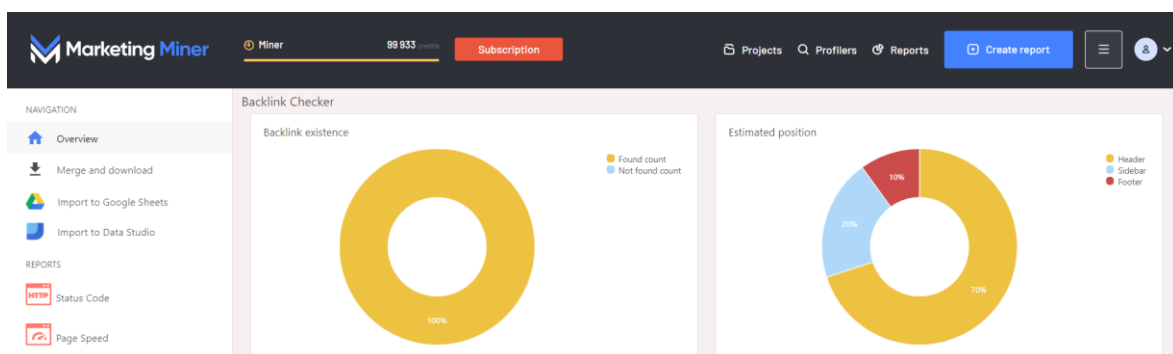 Marketing Miner
Miner 99 933 credits
Subscription
Projects
Profilers
Reports
Create report
NAVIGATION
Overview
Merge and download
Import to Google Sheets
Import to Data Studio
REPORTS
HTTP Status Code
Page Speed
Backlink Checker
Backlink existence
Found count
Not found count
100%
Estimated position
Header
Sidebar
Footer
10%
20%
70%